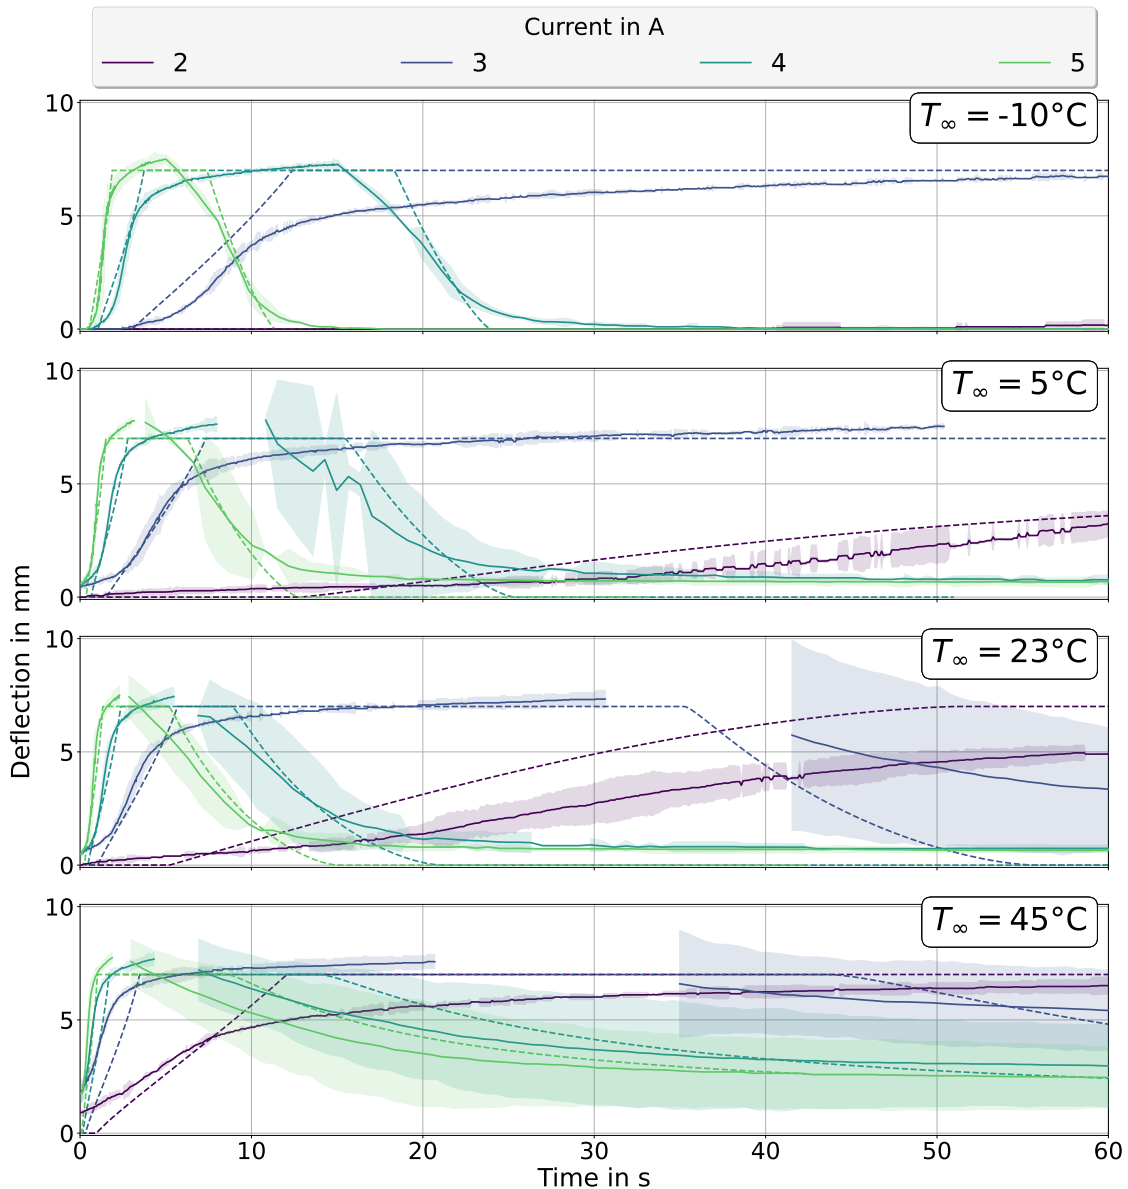 Current in A
2 3 4 5
T∞ = -10°C
10
5
0
T∞ = 5°C
10
5
0
T∞ = 23°C
10
5
0
T∞ = 45°C
10
5
0
Deflection in mm
0 10 20 30 40 50 60
Time in s